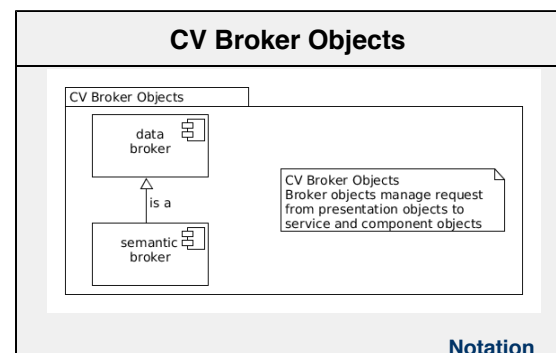 CV Broker Objects
CV Broker Objects
data
broker
is a
semantic
broker
CV Broker Objects
Broker objects manage request
from presentation objects to
service and component objects
Notation